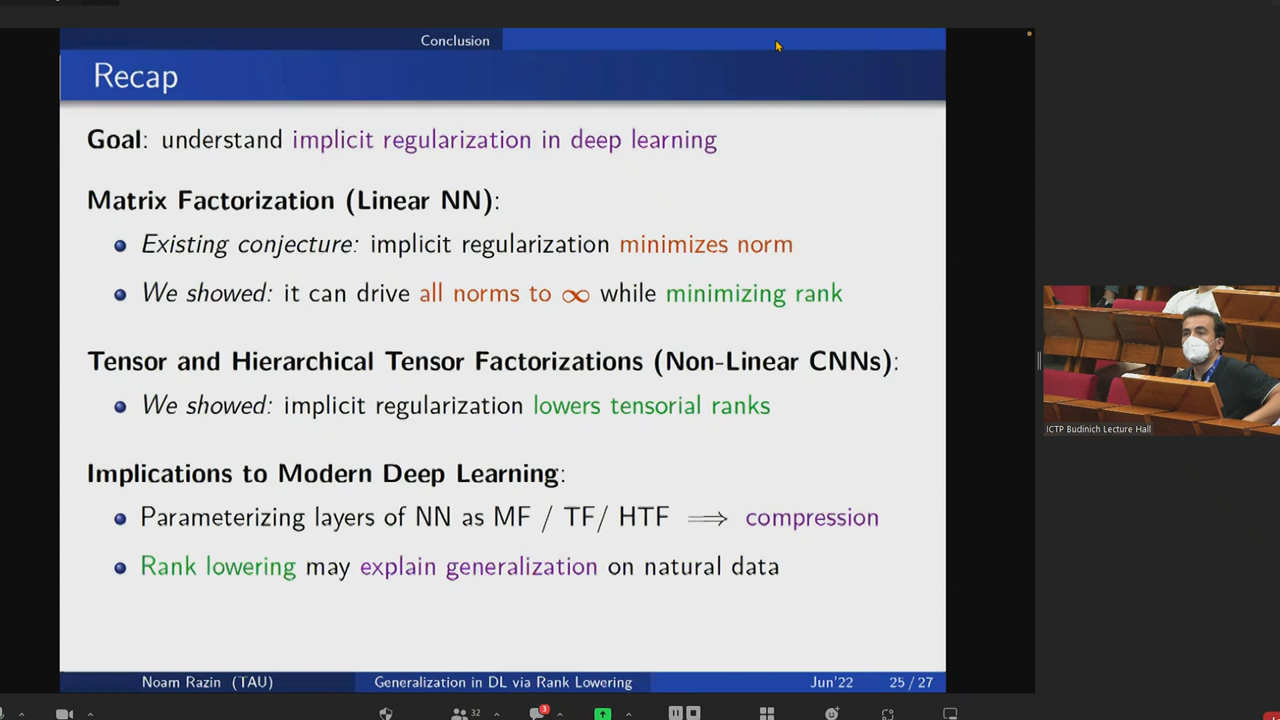 Conclusion
Recap
Goal: understand implicit regularization in deep learning
Matrix Factorization (Linear NN):
Existing conjecture: implicit regularization minimizes norm
We showed: it can drive all norms to ∞ while minimizing rank
Tensor and Hierarchical Tensor Factorizations (Non-Linear CNNs):
We showed: implicit regularization lowers tensorial ranks
Implications to Modern Deep Learning:
Parameterizing layers of NN as MF / TF/ HTF ⟹ compression
Rank lowering may explain generalization on natural data
Noam Razin (TAU) Generalization in DL via Rank Lowering Jun'22 25 / 27
ICTP Budinich Lecture Hall
32 3